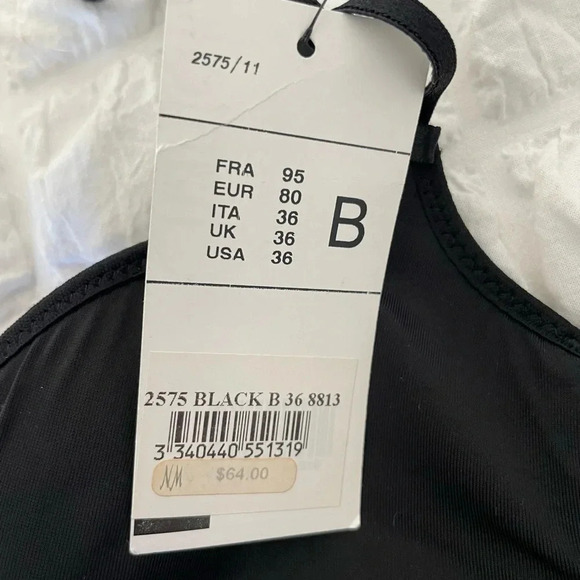 2575/11
FRA 95
EUR 80
ITA 36
UK 36
USA 36
B
2575 BLACK B 36 8813
3 340440 551319
NM $64.00